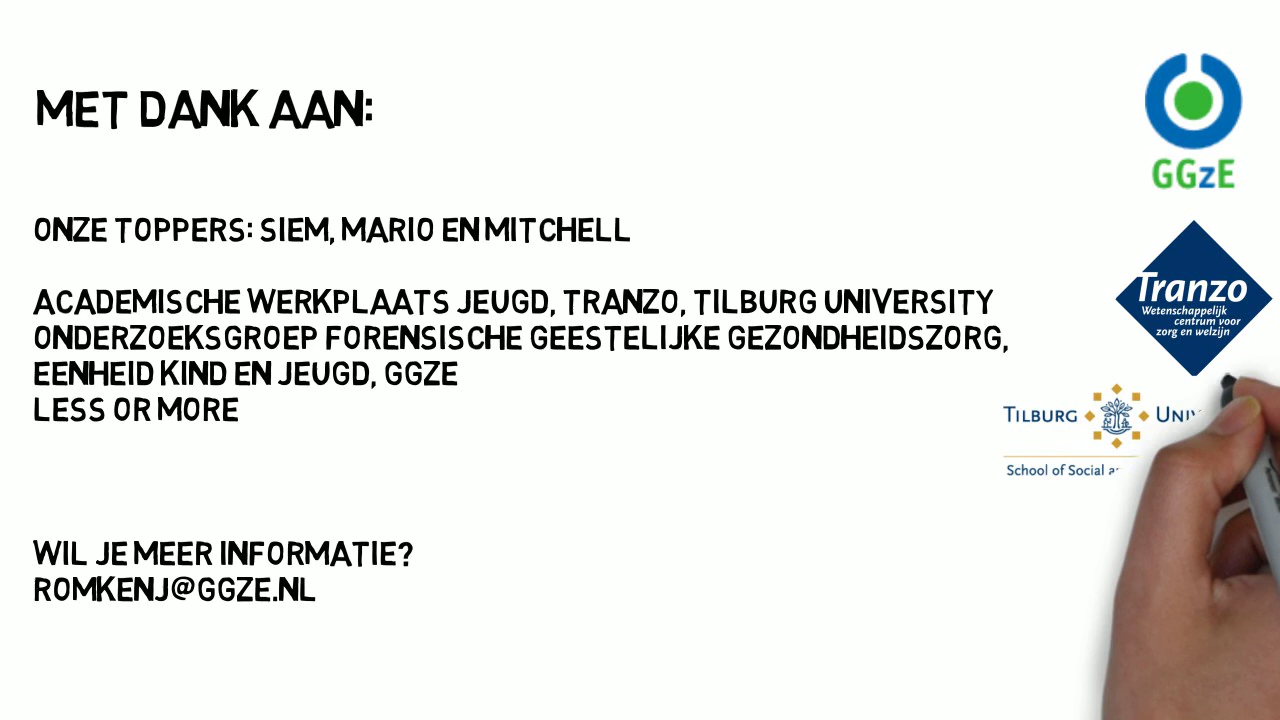 MET DANK AAN:
ONZE TOPPERS: SIEM, MARIO EN MITCHELL
ACADEMISCHE WERKPLAATS JEUGD, TRANZO, TILBURG UNIVERSITY
ONDERZOEKSGROEP FORENSISCHE GEESTELIJKE GEZONDHEIDSZORG,
EENHEID KIND EN JEUGD, GGZE
LESS OR MORE
WIL JE MEER INFORMATIE?
ROMKENJ@GGZE.NL
GGzE
Tranzo
Wetenschappelijk
centrum voor
zorg en welzijn
TILBURG
School of Social